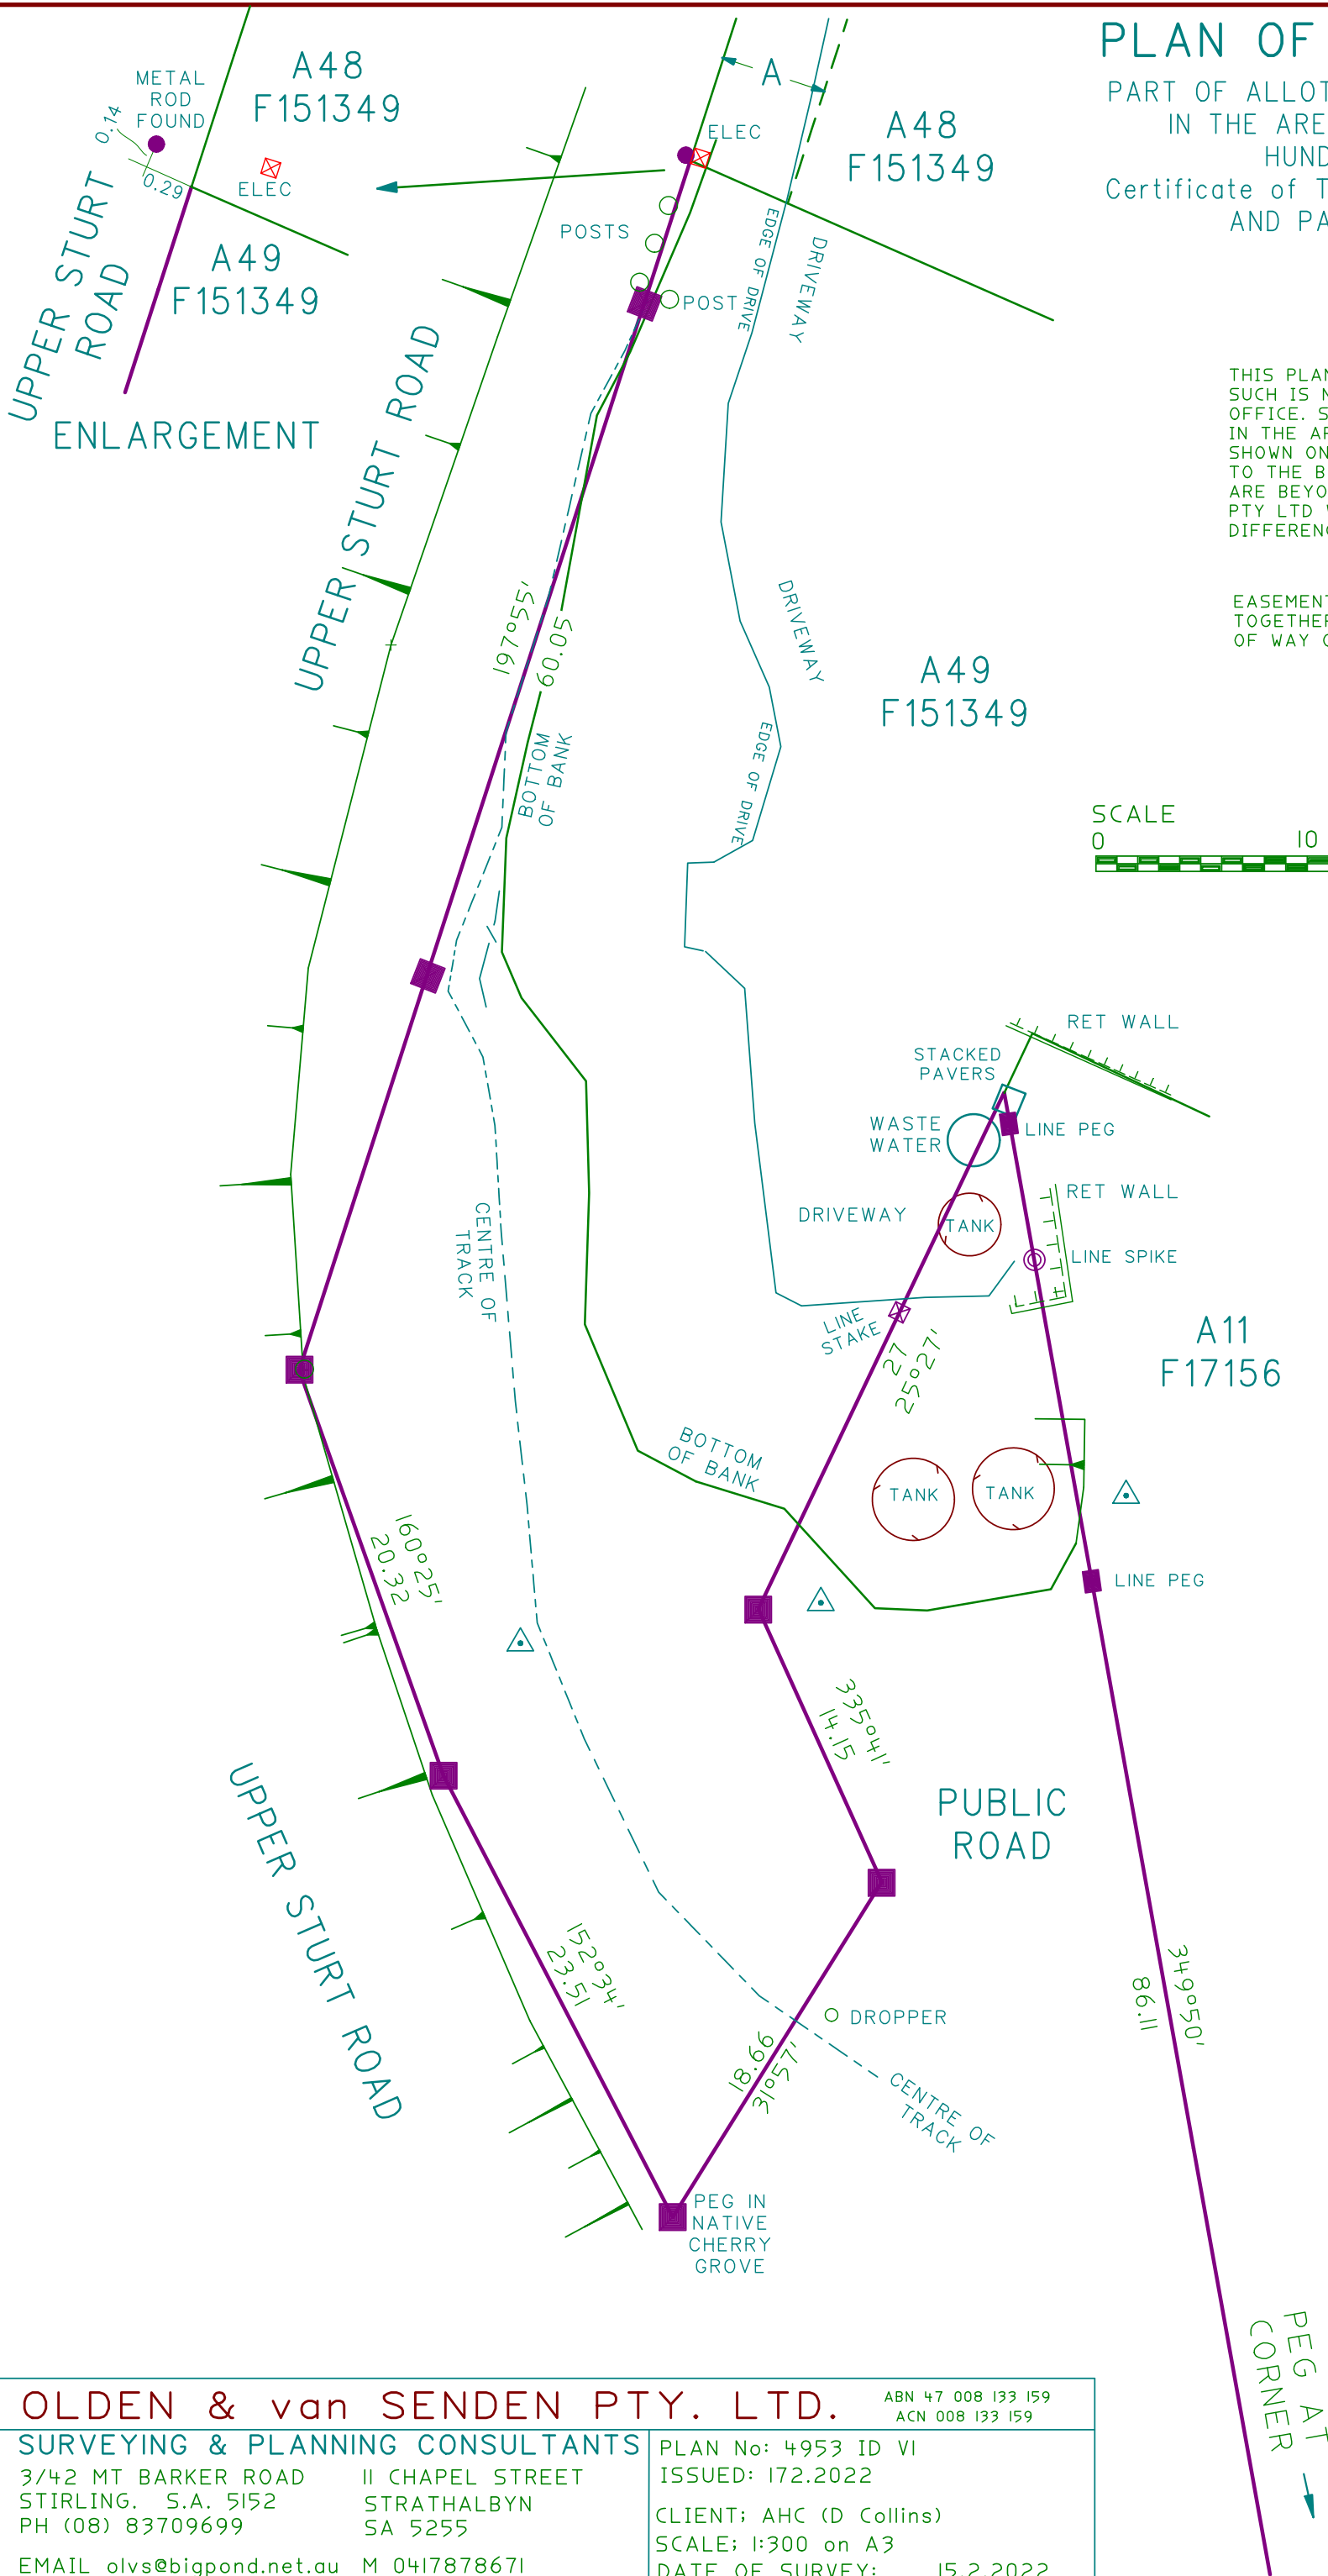 PLAN OF
PART OF ALLOT
IN THE ARE
HUND
Certificate of T
AND PA
METAL
ROD
FOUND
0.14
0.29
A48
F151349
ELEC
A49
F151349
UPPER STURT
ROAD
ENLARGEMENT
A
ELEC
A48
F151349
POSTS
POST
EDGE OF DRIVE
DRIVEWAY
UPPER STURT ROAD
THIS PLAN
SUCH IS N
OFFICE. S
IN THE AR
SHOWN ON
TO THE B
ARE BEYO
PTY LTD W
DIFFERENC
EASEMENT
TOGETHER
OF WAY O
197°55'
60.05
DRIVEWAY
A49
F151349
BOTTOM
OF BANK
EDGE OF DRIVE
SCALE
0 10
RET WALL
STACKED
PAVERS
WASTE
WATER
LINE PEG
RET WALL
DRIVEWAY
TANK
LINE SPIKE
CENTRE OF
TRACK
LINE
STAKE
27
25°27'
A11
F17156
BOTTOM
OF BANK
TANK
TANK
160°25'
20.32
LINE PEG
335°41'
14.15
PUBLIC
ROAD
UPPER STURT ROAD
152°34'
23.51
349°50'
86.11
DROPPER
18.66
31°57'
CENTRE OF
TRACK
PEG IN
NATIVE
CHERRY
GROVE
PEG AT
CORNER
OLDEN & van SENDEN PTY. LTD.
ABN 47 008 133 159
ACN 008 133 159
SURVEYING & PLANNING CONSULTANTS
3/42 MT BARKER ROAD
STIRLING. S.A. 5152
PH (08) 83709699
11 CHAPEL STREET
STRATHALBYN
SA 5255
EMAIL olvs@bigpond.net.au M 0417878671
PLAN No: 4953 ID V1
ISSUED: 172.2022
CLIENT; AHC (D Collins)
SCALE; 1:300 on A3
DATE OF SURVEY: 15.2.2022